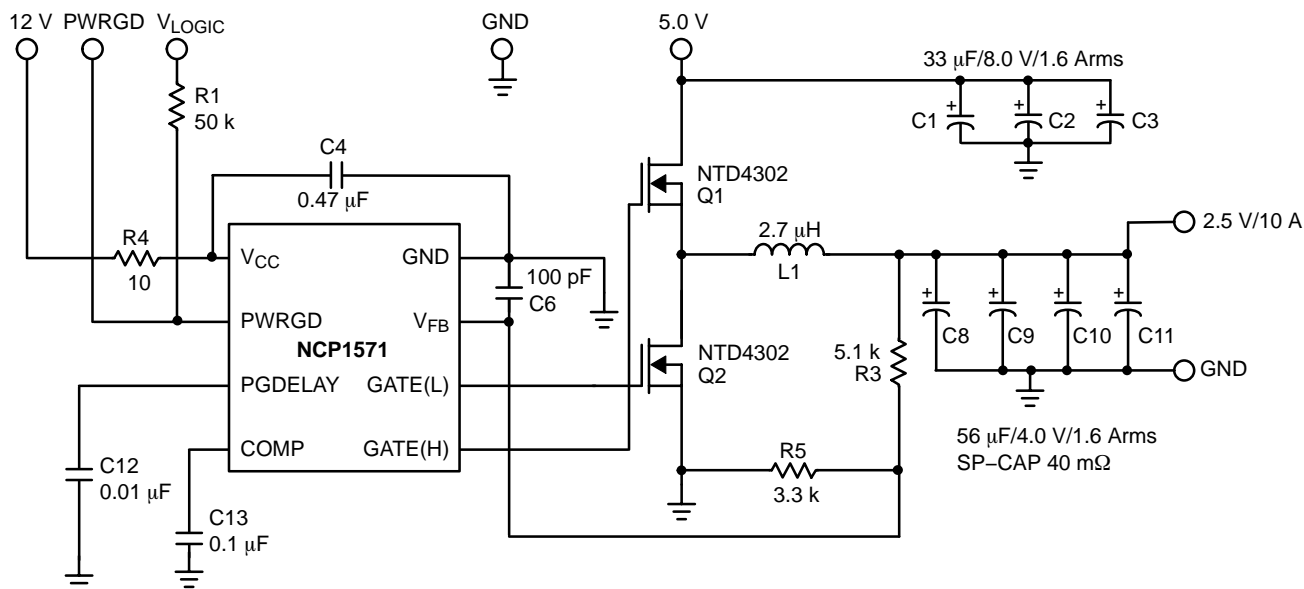 12 V PWRGD VLOGIC
GND
5.0 V
33 μF/8.0 V/1.6 Arms
R1
50 k
C1
C2
C3
C4
0.47 μF
NTD4302
Q1
R4
10
VCC
GND
100 pF
C6
2.7 μH
L1
2.5 V/10 A
PWRGD
VFB
NCP1571
C8
C9
C10
C11
NTD4302
Q2
5.1 k
R3
PGDELAY
GATE(L)
GND
COMP
GATE(H)
56 μF/4.0 V/1.6 Arms
SP–CAP 40 mΩ
C12
0.01 μF
R5
3.3 k
C13
0.1 μF
+
+
+
+
+
+
+